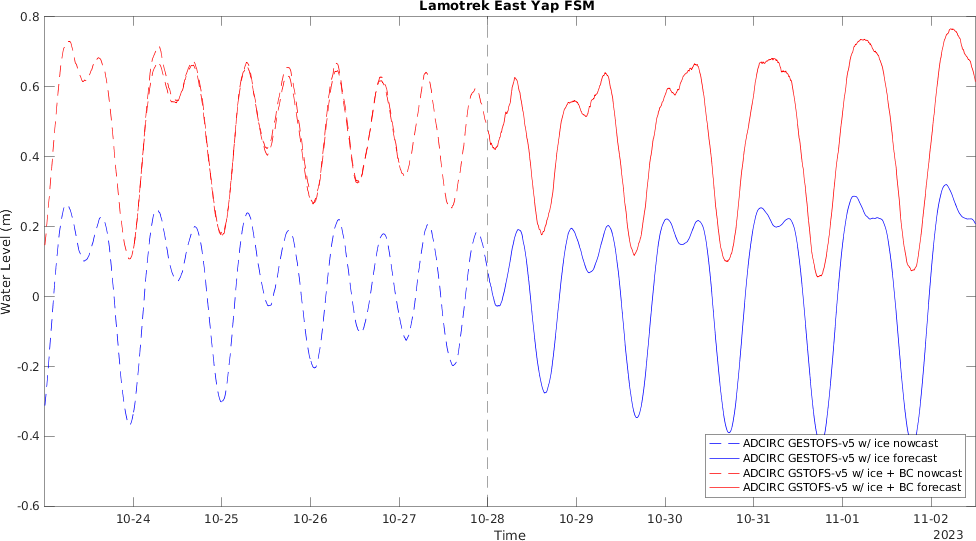 Lamotrek East Yap FSM
0.8
0.6
0.4
0.2
0
-0.2
-0.4
-0.6
Water Level (m)
ADCIRC GESTOFS-v5 w/ ice nowcast
ADCIRC GESTOFS-v5 w/ ice forecast
ADCIRC GSTOFS-v5 w/ ice + BC nowcast
ADCIRC GSTOFS-v5 w/ ice + BC forecast
10-24 10-25 10-26 10-27 10-28 10-29 10-30 10-31 11-01 11-02
Time
2023